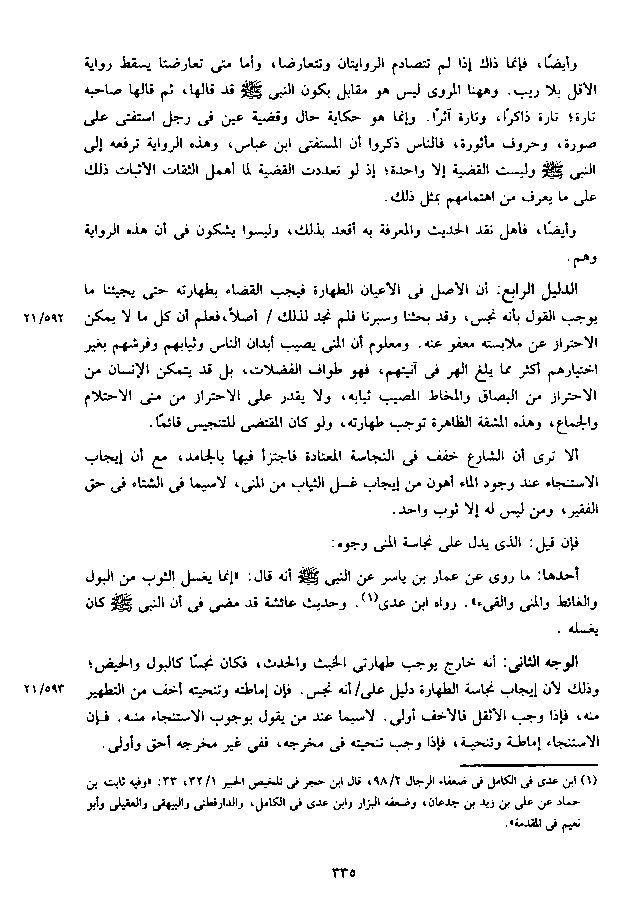 وأيضًا، فإنما ذاك إذا لم تتصادم الروايتان وتتعارضا، وأما متى تعارضتا يسقط رواية
الأقل بلا ريب. وههنا المروى ليس هو مقابل بكون النبي ﷺ قد قالها، ثم قالها صاحبه
تارة؛ تارة ذاكرًا، وتارة آثرًا. وإنما هو حكاية حال وقضية عين فى رجل استفتى على
صورة، وحروف مأثورة، فالناس ذكروا أن المستفتى ابن عباس، وهذه الرواية ترفعه إلى
النبى ﷺ وليست القضية إلا واحدة؛ إذ لو تعددت القضية لما أهمل الثقات الأثبات ذلك
على ما يعرف من اهتمامهم بمثل ذلك.
وأيضًا، فأهل نقد الحديث والمعرفة به أقعد بذلك، وليسوا يشكون فى أن هذه الرواية
وهم.
الدليل الرابع: أن الأصل فى الأعيان الطهارة فيجب القضاء بطهارته حتى يجيئنا ما
يوجب القول بأنه نجس، وقد بحثنا وسبرنا فلم نجد لذلك / أصلاً، فعلم أن كل ما لا يمكن ٢١/٥٩٢
الاحتراز عن ملابسته معفو عنه. ومعلوم أن المنى يصيب أبدان الناس وثيابهم وفرشهم بغير
اختيارهم أكثر مما يلغ الهر فى آنيتهم، فهو طواف الفضلات، بل قد يتمكن الإنسان من
الاحتراز من البصاق والمخاط المصيب ثيابه، ولا يقدر على الاحتراز من منى الاحتلام
والجماع، وهذه المشقة الظاهرة توجب طهارته، ولو كان المقتضى للتنجيس قائمًا.
ألا ترى أن الشارع خفف فى النجاسة المعتادة فاجتزأ فيها بالجامد، مع أن إيجاب
الاستنجاء عند وجود الماء أهون من إيجاب غسل الثياب من المنى، لاسيما فى الشتاء فى حق
الفقير، ومن ليس له إلا ثوب واحد.
فإن قيل: الذى يدل على نجاسة المنى وجوه:
أحدها: ما روى عن عمار بن ياسر عن النبى ﷺ أنه قال: «إنما يغسل الثوب من البول
والغائط والمنى والقىء». رواه ابن عدى(١). وحديث عائشة قد مضى فى أن النبى ﷺ كان
يغسله .
الوجه الثانى: أنه خارج يوجب طهارتى الخبث والحدث، فكان نجسًا كالبول والحيض؛
وذلك لأن إيجاب نجاسة الطهارة دليل على/ أنه نجس. فإن إماطته وتنحيته أخف من التطهير ٢١/٥٩٣
منه، فإذا وجب الأثقل فالأخف أولى. لاسيما عند من يقول بوجوب الاستنجاء منه. فإن
الاستنجاء إماطة وتنحية، فإذا وجب تنحيته فى مخرجه، ففى غير مخرجه أحق وأولى.
(١) ابن عدى فى الكامل فى ضعفاء الرجال ٢/ ٩٨، قال ابن حجر فى تلخيص الحبير ١/ ٣٢، ٣٣: «وفيه ثابت بن
حماد عن على بن زيد بن جدعان، وضعفه البزار وابن عدى فى الكامل، والدارقطنى والبيهقى والعقيلى وأبو
نعيم فى المقدمة».
٣٣٥